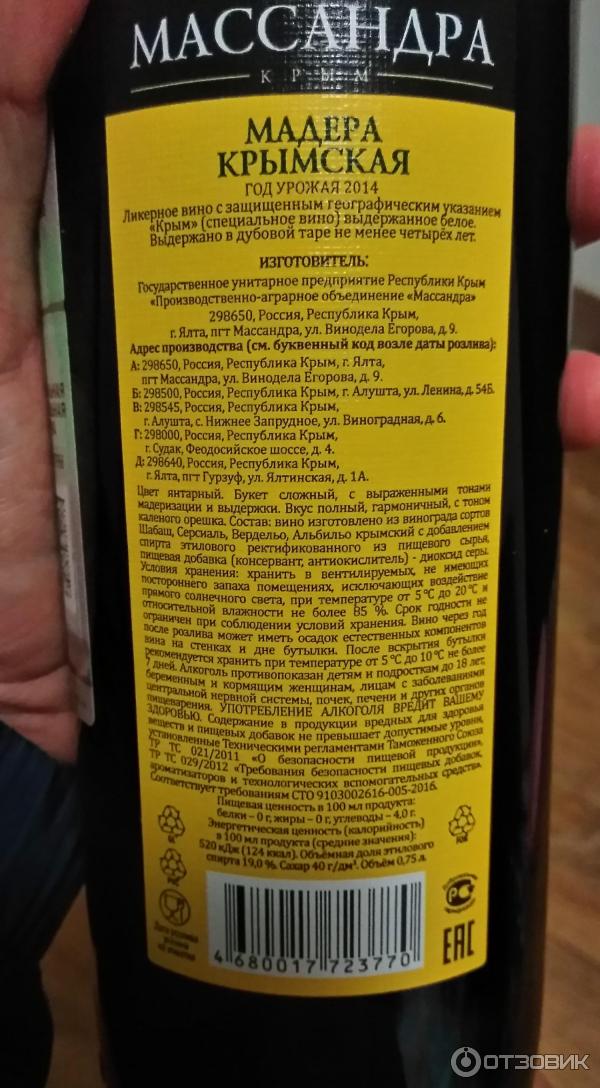 МАССАНДРА
КРЫМ
МАДЕРА
КРЫМСКАЯ
ГОД УРОЖАЯ 2014
Ликерное вино с защищенным географическим указанием
«Крым» (специальное вино) выдержанное белое.
Выдержано в дубовой таре не менее четырёх лет.
ИЗГОТОВИТЕЛЬ:
Государственное унитарное предприятие Республики Крым
«Производственно-аграрное объединение «Массандра»
298650, Россия, Республика Крым,
г. Ялта, пгт Массандра, ул. Винодела Егорова, д. 9.
Адрес производства (см. буквенный код возле даты розлива):
А: 298650, Россия, Республика Крым, г. Ялта,
пгт Массандра, ул. Винодела Егорова, д. 9.
Б: 298500, Россия, Республика Крым, г. Алушта, ул. Ленина, д. 54Б.
В: 298545, Россия, Республика Крым,
г. Алушта, с. Нижнее Запрудное, ул. Виноградная, д. 6.
Г: 298000, Россия, Республика Крым,
г. Судак, Феодосийское шоссе, д. 4.
Д: 298640, Россия, Республика Крым,
г. Ялта, пгт Гурзуф, ул. Ялтинская, д. 1А.
Цвет янтарный. Букет сложный, с выраженными тонами
мадеризации и выдержки. Вкус полный, гармоничный, с тоном
каленого орешка. Состав: вино изготовлено из винограда сортов
Шабаш, Серсиаль, Вердельо, Альбильо крымский с добавлением
спирта этилового ректификованного из пищевого сырья,
пищевая добавка (консервант, антиокислитель) - диоксид серы.
Условия хранения: хранить в вентилируемых, не имеющих
постороннего запаха помещениях, исключающих воздействие
прямого солнечного света, при температуре от 5 °С до 20 °С и
относительной влажности не более 85 %. Срок годности не
ограничен при соблюдении условий хранения. Вино через год
после розлива может иметь осадок естественных компонентов
вина на стенках и дне бутылки. После вскрытия бутылки
рекомендуется хранить при температуре от 5 °С до 10 °С не более
7 дней. Алкоголь противопоказан детям и подросткам до 18 лет,
беременным и кормящим женщинам, лицам с заболеваниями
центральной нервной системы, почек, печени и других органов
пищеварения. УПОТРЕБЛЕНИЕ АЛКОГОЛЯ ВРЕДИТ ВАШЕМУ
ЗДОРОВЬЮ. Содержание в продукции вредных для здоровья
веществ и пищевых добавок не превышает допустимые уровни,
установленные Техническими регламентами Таможенного Союза
ТР ТС 021/2011 «О безопасности пищевой продукции»,
ТР ТС 029/2012 «Требования безопасности пищевых добавок,
ароматизаторов и технологических вспомогательных средств».
Соответствует требованиям СТО 9103002616-005-2016.
Пищевая ценность в 100 мл продукта:
белки – 0 г, жиры – 0 г, углеводы – 4,0 г.
Энергетическая ценность (калорийность)
в 100 мл продукта (средние значения):
520 кДж (124 ккал). Объёмная доля этилового
спирта 19,0 %. Сахар 40 г/дм³. Объём 0,75 л.
Дата розлива
указана
на этикетке
4 680017 723770
ЕАС
ОТЗОВИК